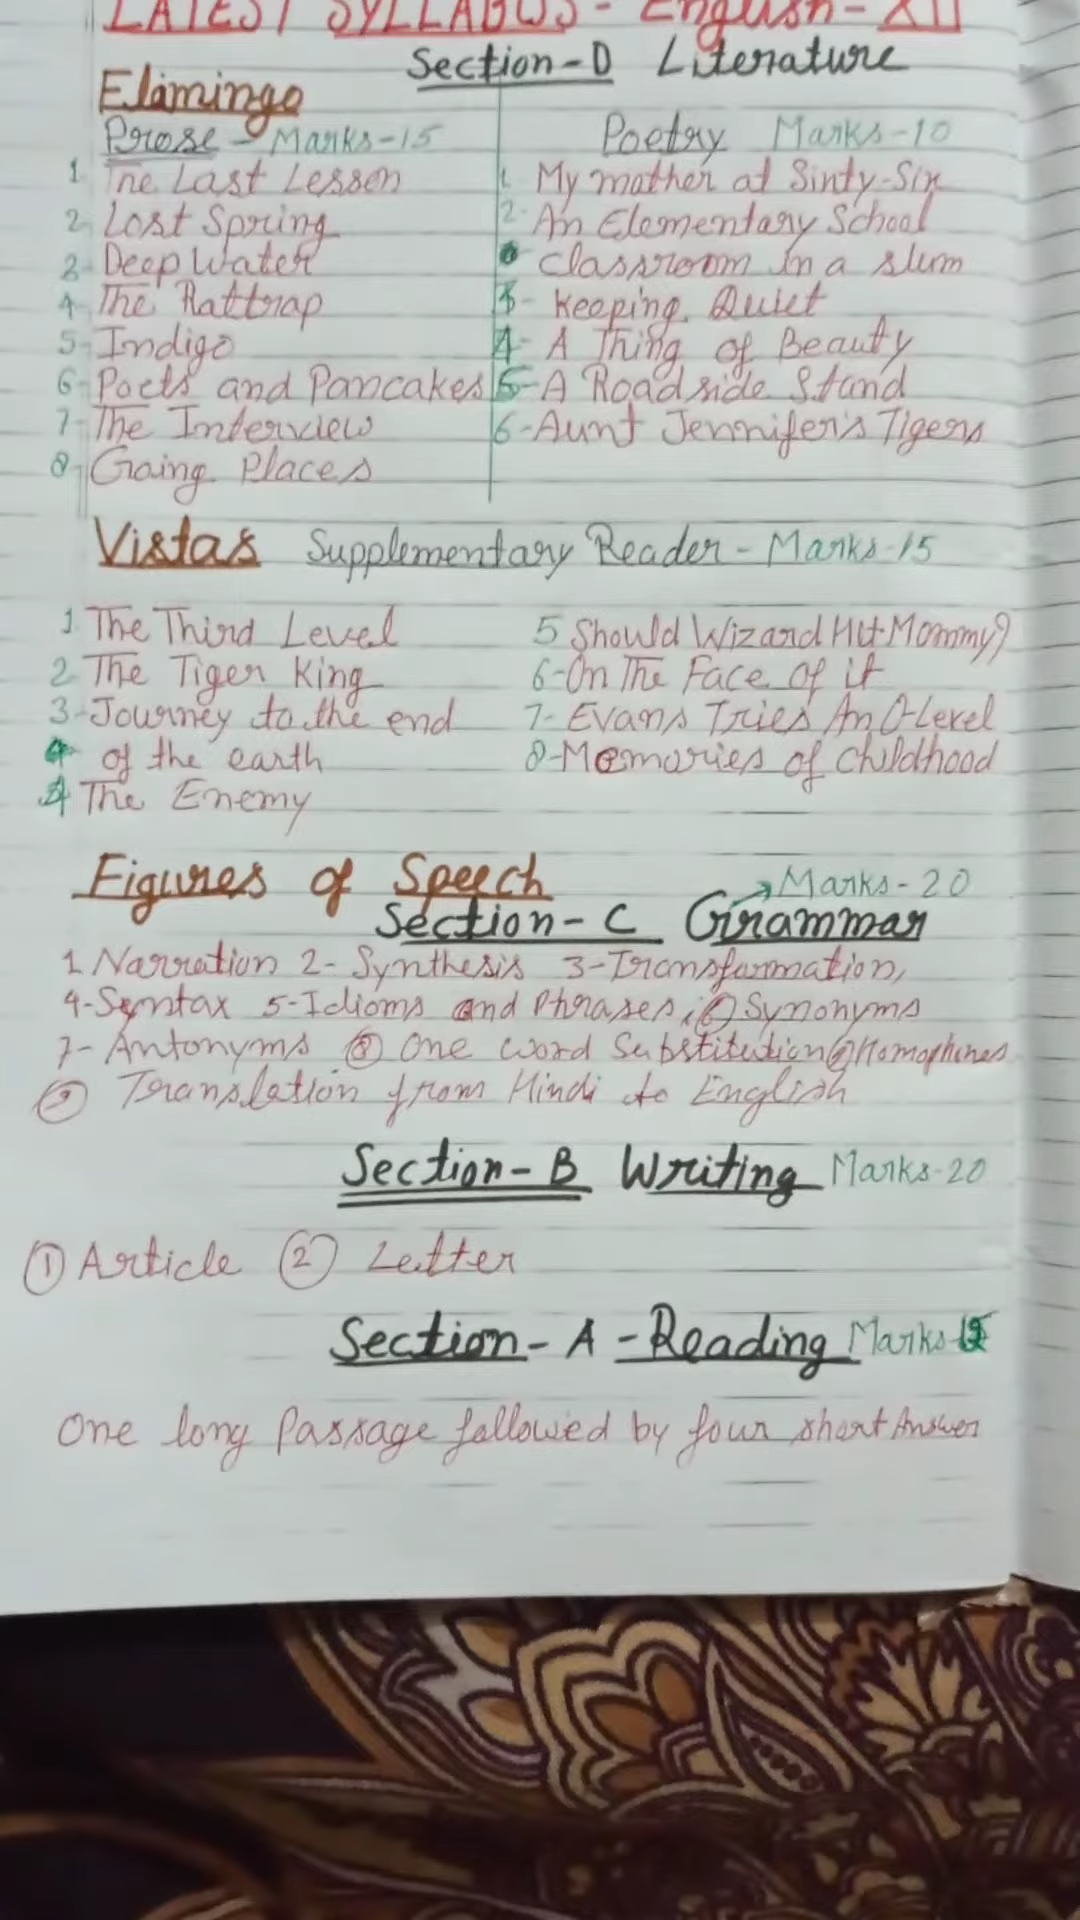 LATEST SYLLABUS - English - XII
Section-D Literature
Flamingo
Prose - Marks-15
1 The Last Lesson
2- Lost Spring
3- Deep Water
4- The Rattrap
5- Indigo
6- Poets and Pancakes
7- The Interview
8- Going Places
Poetry Marks-10
1 My mother at Sixty-Six
2- An Elementary School
classroom in a slum
3- keeping Quiet
4- A Thing of Beauty
5- A Roadside Stand
6- Aunt Jennifer's Tigers
Vistas Supplementary Reader - Marks-15
1 The Third Level
2 The Tiger King
3- Journey to the end
of the earth
4 The Enemy
5 Should Wizard Hit Mommy?
6- On The Face of it
7- Evans Tries An O-Level
8- Memories of childhood
Figures of Speech
→ Marks-20
Section-C Grammar
1 Narration 2- Synthesis 3- Transformation,
4- Syntax 5- Idioms and Phrases, ⑥ Synonyms
7- Antonyms ⑧ One word Substitution Homophones
⑨ Translation from Hindi to English
Section-B Writing Marks-20
① Article ② Letter
Section-A - Reading Marks
One long Passage followed by four short Answer